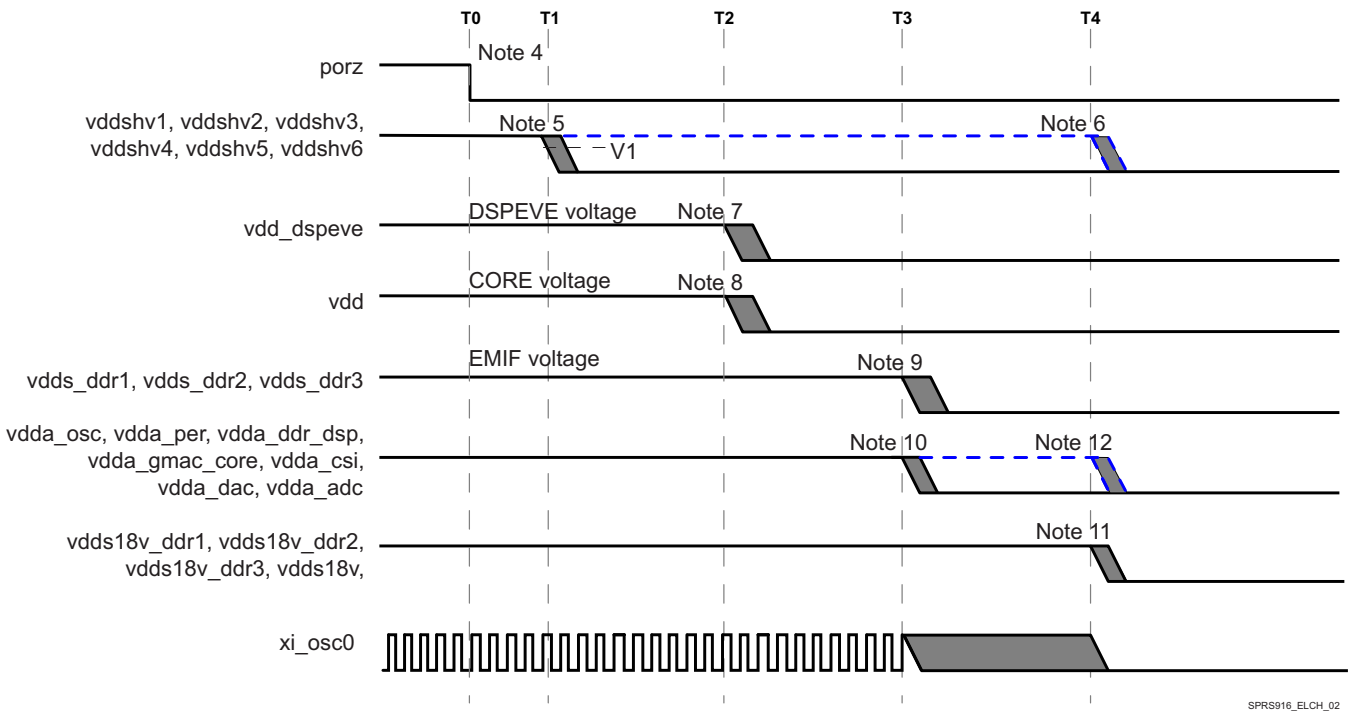 T0 T1 T2 T3 T4
Note 4
porz
vddshv1, vddshv2, vddshv3,
vddshv4, vddshv5, vddshv6
Note 5
Note 6
V1
DSPEVE voltage
Note 7
vdd_dspeve
CORE voltage
Note 8
vdd
EMIF voltage
Note 9
vdds_ddr1, vdds_ddr2, vdds_ddr3
vdda_osc, vdda_per, vdda_ddr_dsp,
vdda_gmac_core, vdda_csi,
vdda_dac, vdda_adc
Note 10
Note 12
Note 11
vdds18v_ddr1, vdds18v_ddr2,
vdds18v_ddr3, vdds18v,
xi_osc0
SPRS916_ELCH_02